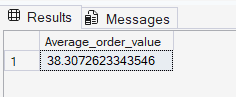 Results Messages
Average_order_value
1 38.3072623343546